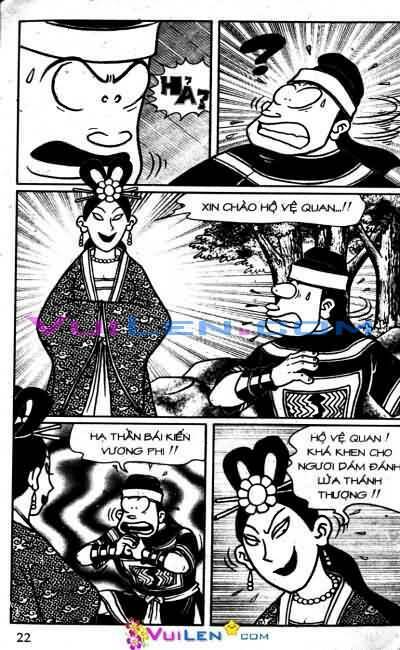 HẢ?
?
XIN CHÀO HỘ VỆ QUAN...!!
VUILEN.COM
HẠ THẦN BÁI KIẾN
VƯƠNG PHI !!
HỘ VỆ QUAN !
KHÁ KHEN CHO
NGƯƠI DÁM ĐÁNH
LỪA THÁNH
THƯỢNG !!
22
VUILEN.COM